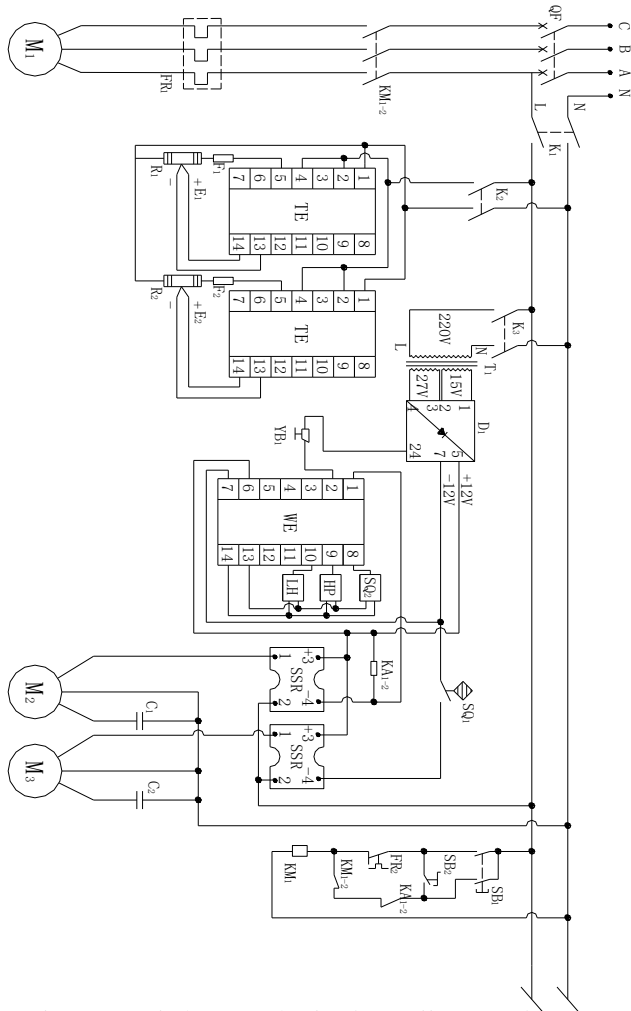 C
B
A
N
QF
KM1-2
FR1
M1
L
N
K1
K2
1
2
3
4
5
6
7
TE
8
9
10
11
12
13
14
F1
R1
+E1
-
1
2
3
4
5
6
7
TE
8
9
10
11
12
13
14
F2
R2
+E2
-
K3
220V
L
N
T1
27V
15V
D1
1
2
3
4
5
7
24
+12V
-12V
YB1
1
2
3
4
5
6
7
WE
8
9
10
11
12
13
14
SQ2
HP
LH
KA1-2
SQ1
+3
-4
SSR
1
2
+3
-4
SSR
1
2
M2
C1
M3
C2
SB1
SB2
FR2
KA1-2
KM1-2
KM1